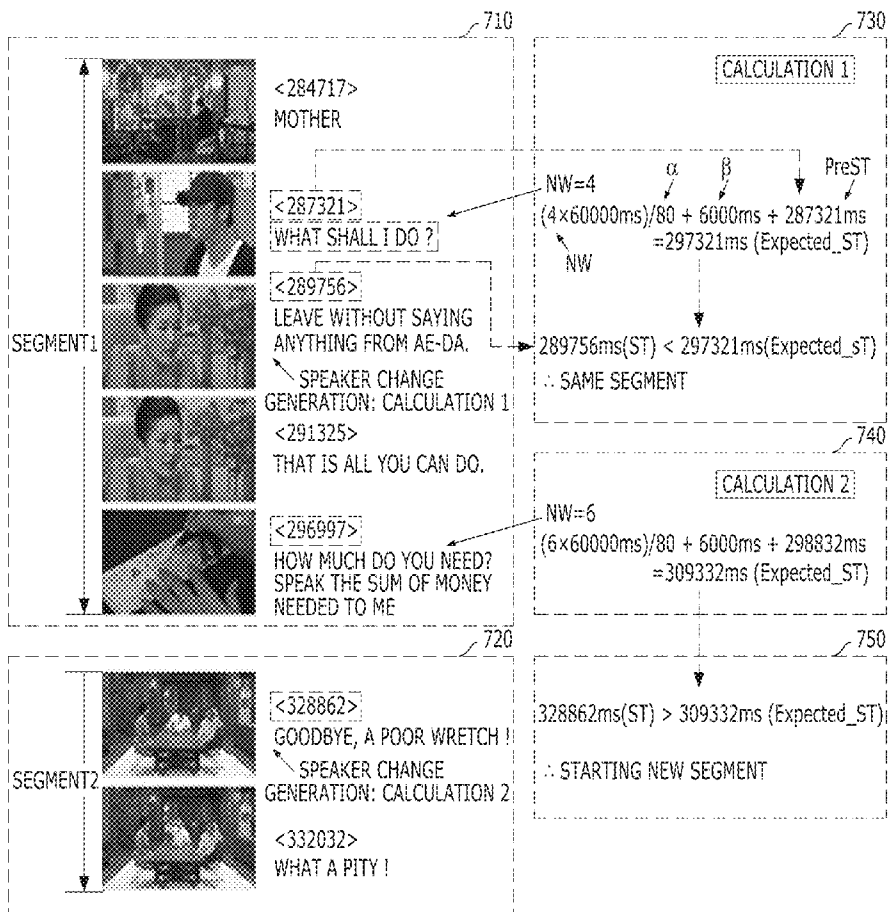 710
SEGMENT1
<284717>
MOTHER
<287321>
WHAT SHALL I DO ?
<289756>
LEAVE WITHOUT SAYING
ANYTHING FROM AE-DA.
SPEAKER CHANGE
GENERATION: CALCULATION 1
<291325>
THAT IS ALL YOU CAN DO.
<296997>
HOW MUCH DO YOU NEED?
SPEAK THE SUM OF MONEY
NEEDED TO ME
720
SEGMENT2
<328862>
GOODBYE, A POOR WRETCH !
SPEAKER CHANGE
GENERATION: CALCULATION 2
<332032>
WHAT A PITY !
730
CALCULATION 1
α β PreST
NW=4
(4×60000ms)/80 + 6000ms + 287321ms
=297321ms (Expected_ST)
NW
289756ms(ST) < 297321ms(Expected_sT)
∴ SAME SEGMENT
740
CALCULATION 2
NW=6
(6×60000ms)/80 + 6000ms + 298832ms
=309332ms (Expected_ST)
750
328862ms(ST) > 309332ms (Expected_ST)
∴ STARTING NEW SEGMENT